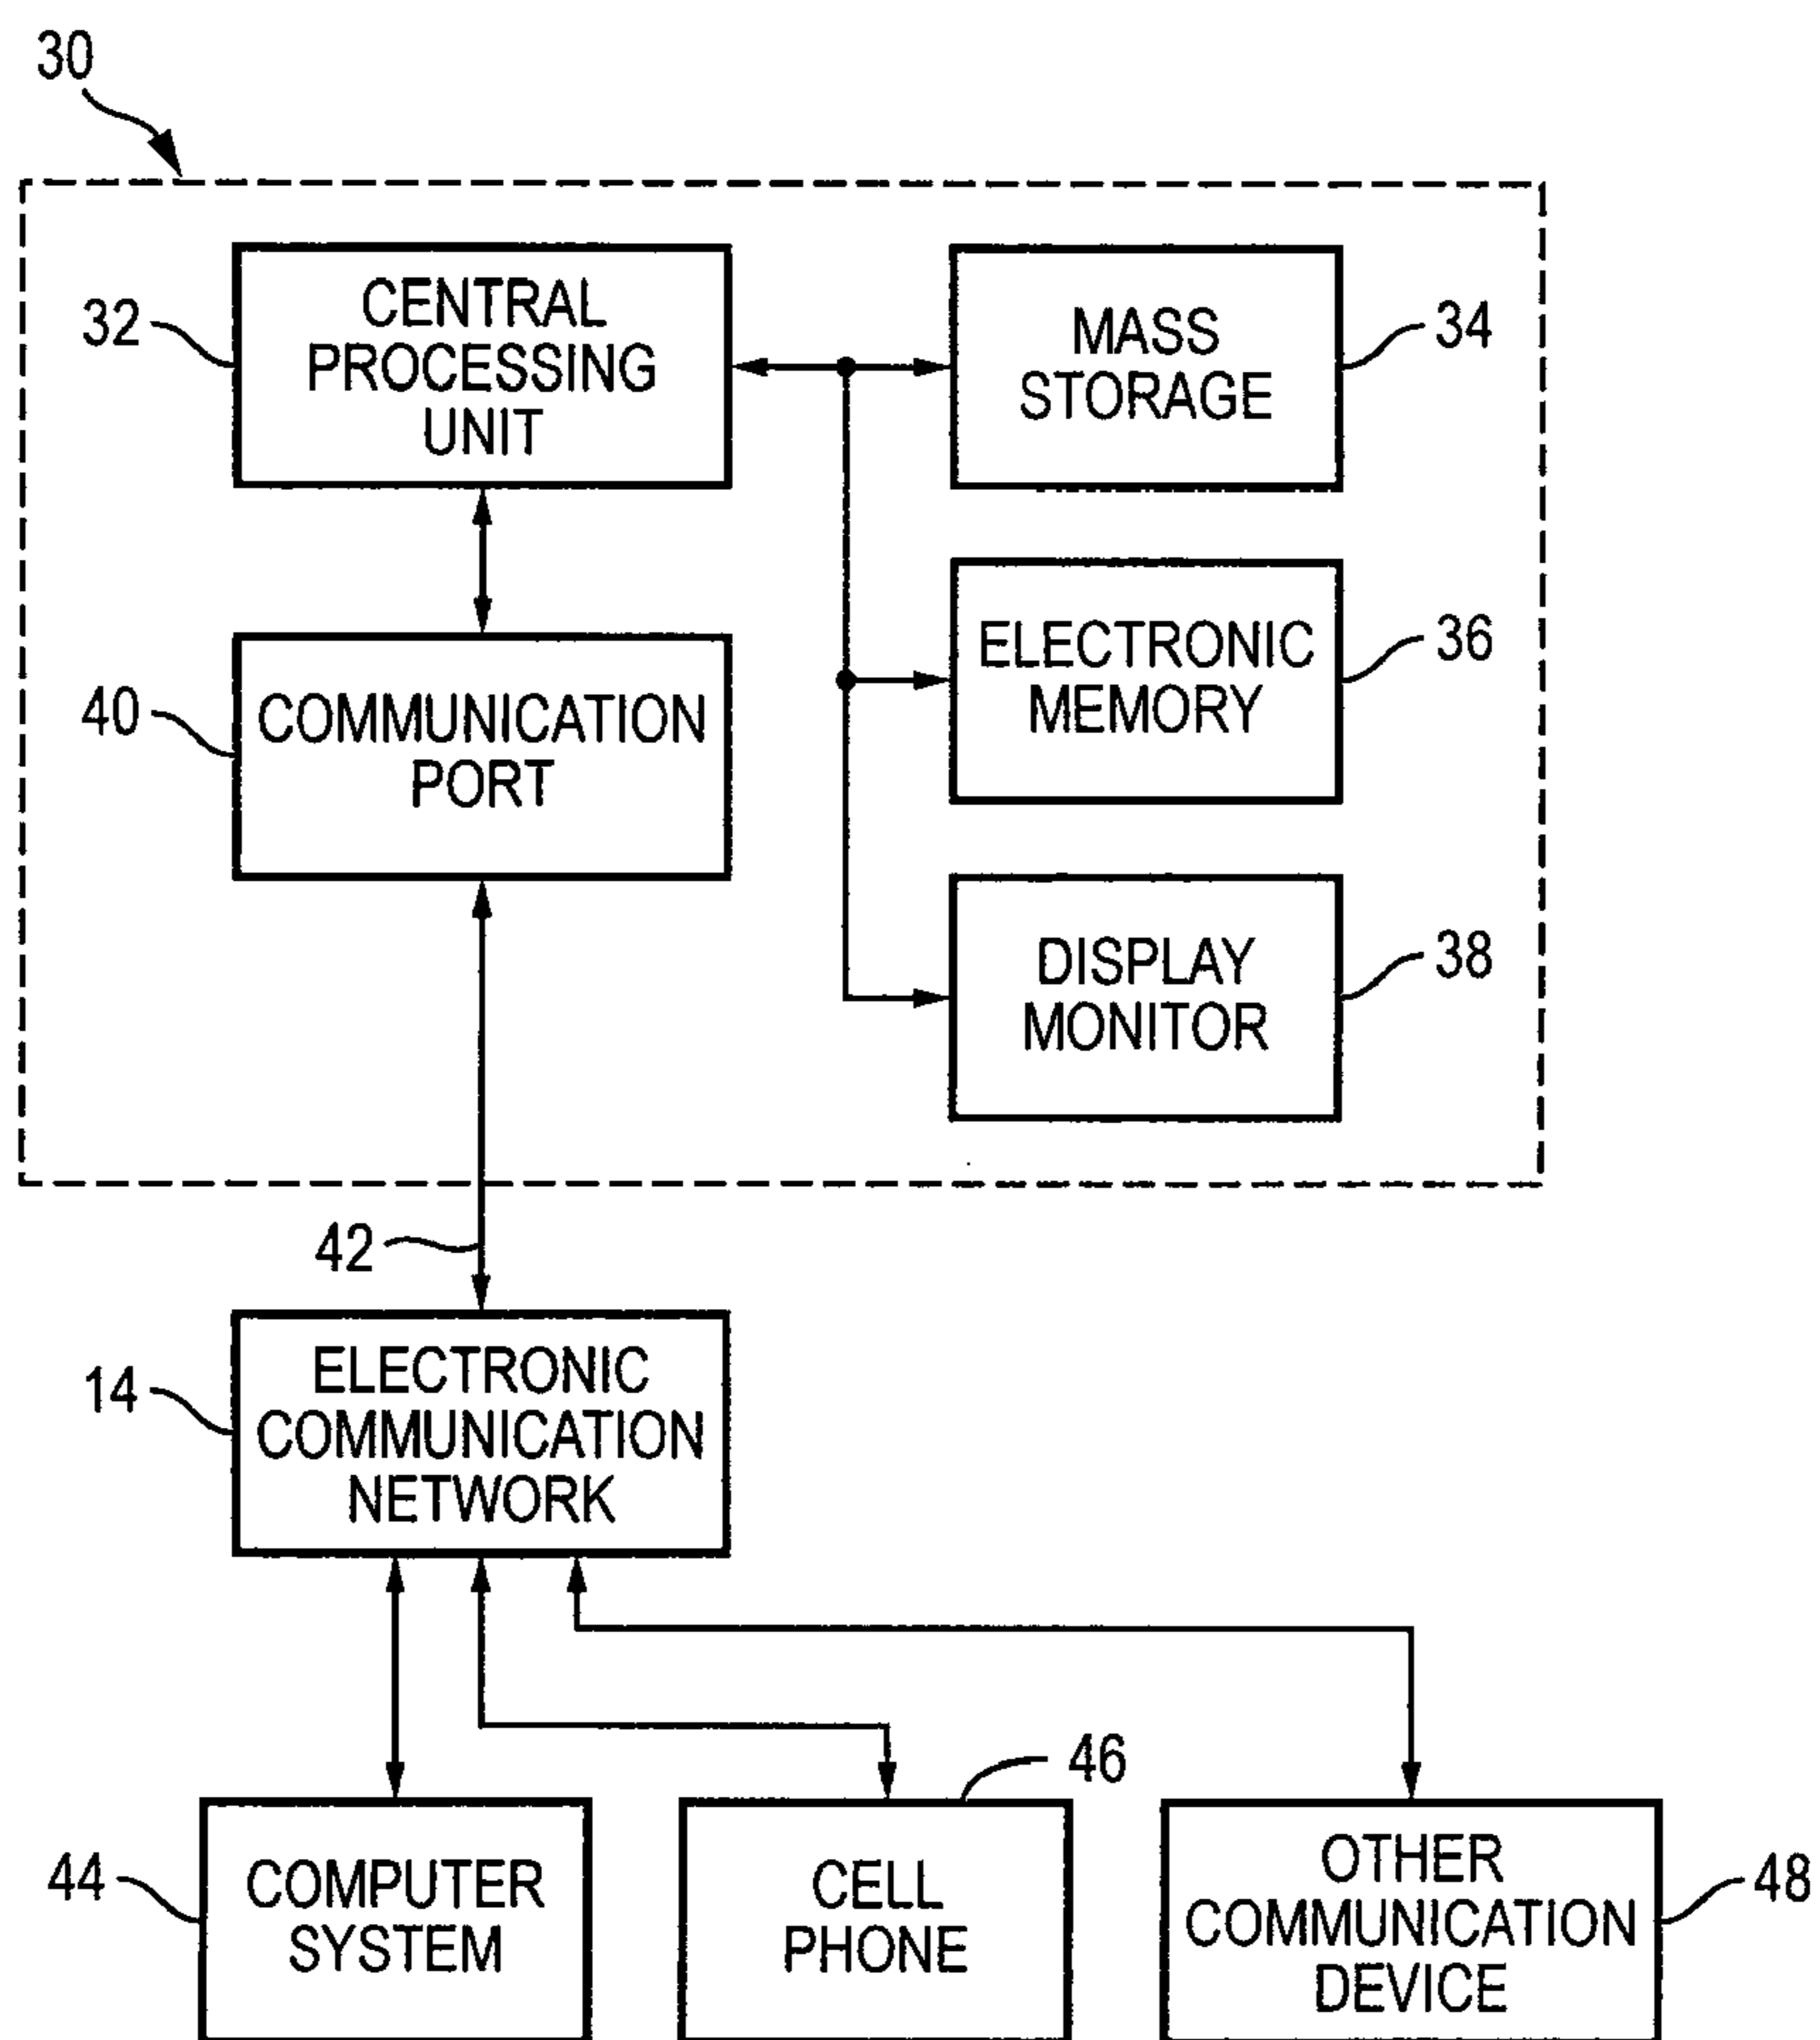 30
32
CENTRAL
PROCESSING
UNIT
MASS
STORAGE
34
40
COMMUNICATION
PORT
ELECTRONIC
MEMORY
36
DISPLAY
MONITOR
38
42
14
ELECTRONIC
COMMUNICATION
NETWORK
44
COMPUTER
SYSTEM
46
CELL
PHONE
OTHER
COMMUNICATION
DEVICE
48